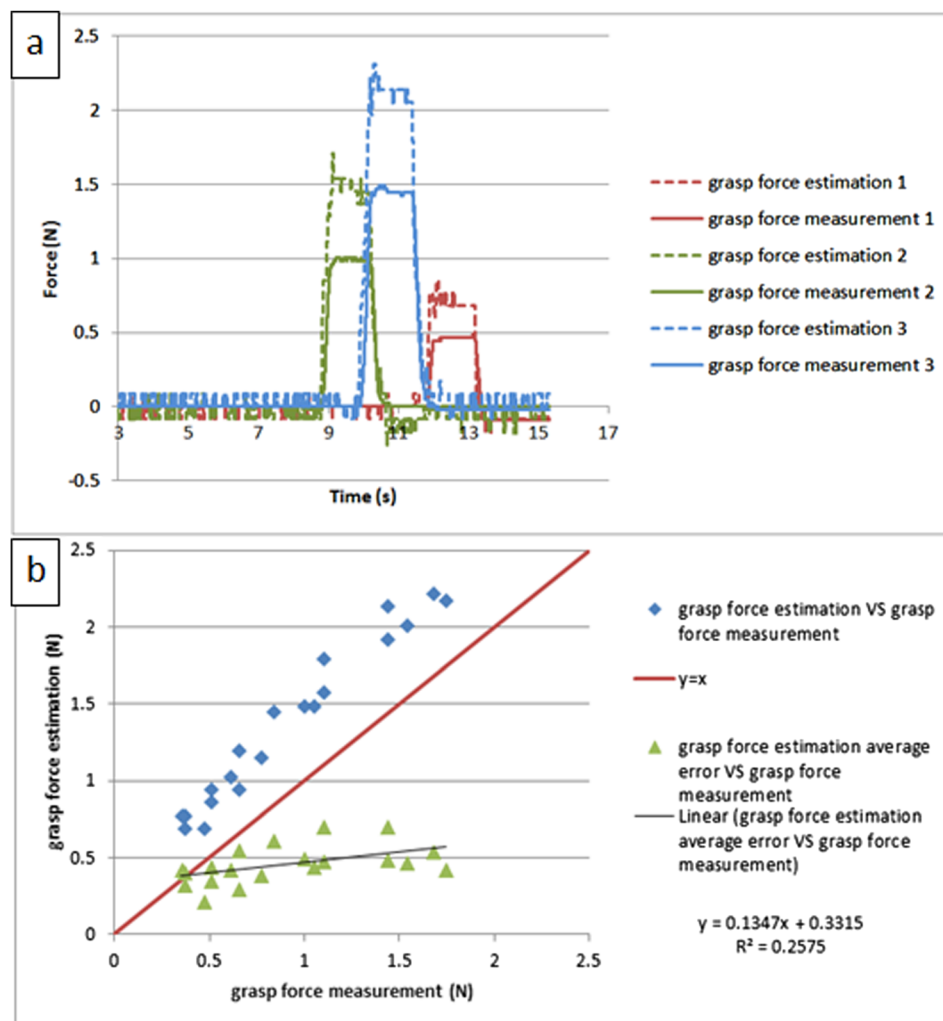 a
2.5
2
1.5
1
0.5
0
-0.5
Force(N)
3 5 7 9 11 13 15 17
Time (s)
grasp force estimation 1
grasp force measurement 1
grasp force estimation 2
grasp force measurement 2
grasp force estimation 3
grasp force measurement 3
b
2.5
2
1.5
1
0.5
0
grasp force estimation (N)
0 0.5 1 1.5 2 2.5
grasp force measurement (N)
grasp force estimation VS grasp
force measurement
y=x
grasp force estimation average
error VS grasp force
measurement
Linear (grasp force estimation
average error VS grasp force
measurement)
y = 0.1347x + 0.3315
R² = 0.2575